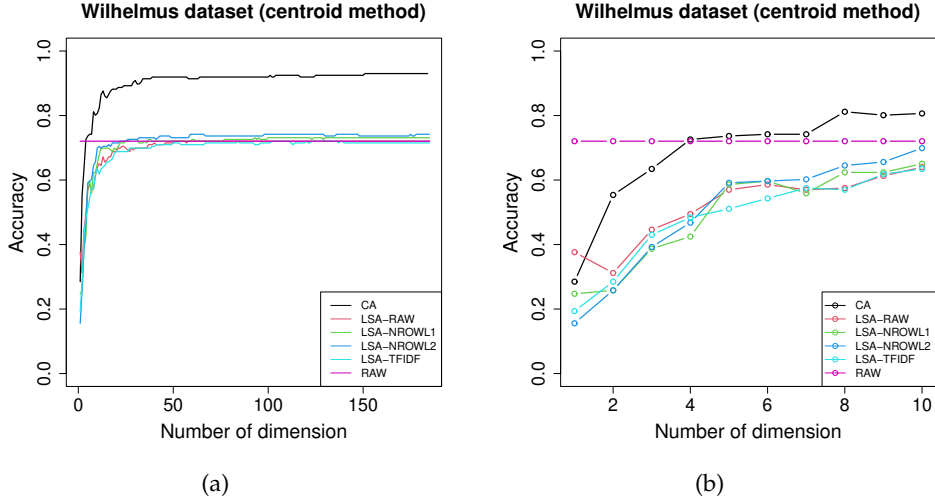 Wilhelmus dataset (centroid method)
Accuracy
1.0
0.8
0.6
0.4
0.2
0.0
CA
LSA−RAW
LSA−NROWL1
LSA−NROWL2
LSA−TFIDF
RAW
0 50 100 150
Number of dimension
(a)
Wilhelmus dataset (centroid method)
Accuracy
1.0
0.8
0.6
0.4
0.2
0.0
CA
LSA−RAW
LSA−NROWL1
LSA−NROWL2
LSA−TFIDF
RAW
2 4 6 8 10
Number of dimension
(b)